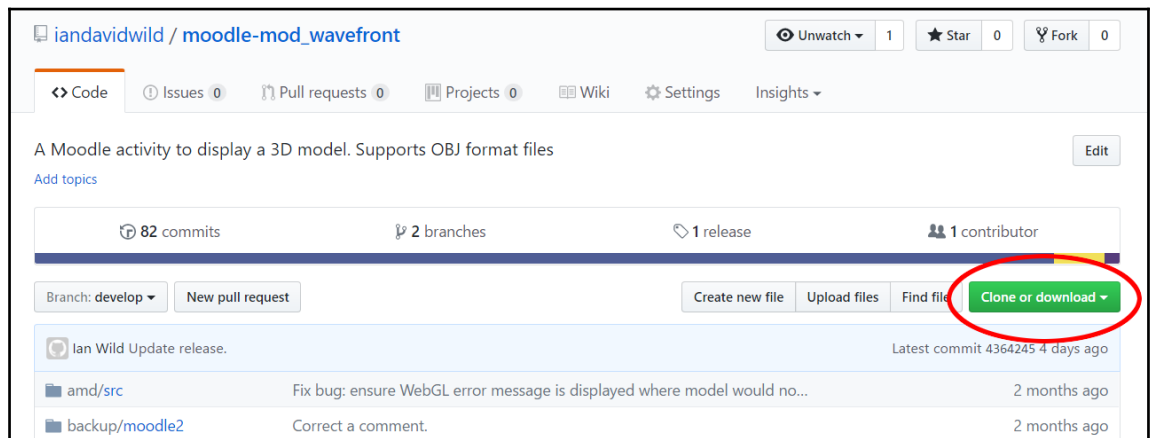 iandavidwild / moodle-mod_wavefront Unwatch 1 Star 0 Fork 0
Code Issues 0 Pull requests 0 Projects 0 Wiki Settings Insights
A Moodle activity to display a 3D model. Supports OBJ format files Edit
Add topics
82 commits 2 branches 1 release 1 contributor
Branch: develop New pull request Create new file Upload files Find file Clone or download
Ian Wild Update release. Latest commit 4364245 4 days ago
amd/src Fix bug: ensure WebGL error message is displayed where model would no... 2 months ago
backup/moodle2 Correct a comment. 2 months ago